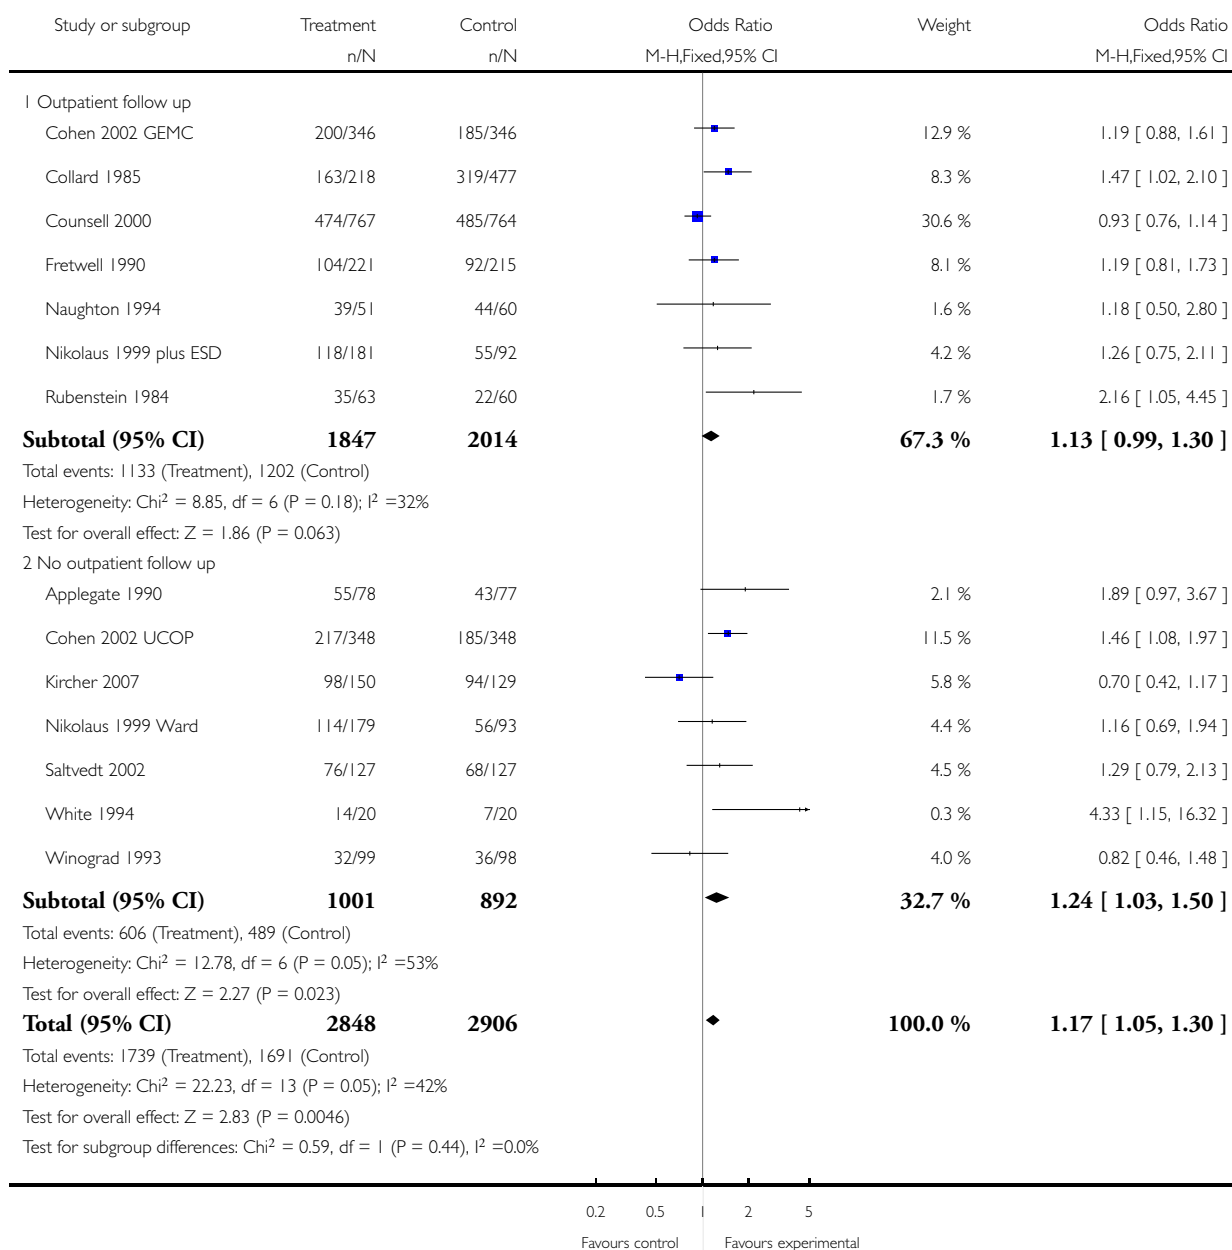 Study or subgroup Treatment Control Odds Ratio Weight Odds Ratio
n/N n/N M-H,Fixed,95% CI M-H,Fixed,95% CI
1 Outpatient follow up
Cohen 2002 GEMC 200/346 185/346 12.9 % 1.19 [ 0.88, 1.61 ]
Collard 1985 163/218 319/477 8.3 % 1.47 [ 1.02, 2.10 ]
Counsell 2000 474/767 485/764 30.6 % 0.93 [ 0.76, 1.14 ]
Fretwell 1990 104/221 92/215 8.1 % 1.19 [ 0.81, 1.73 ]
Naughton 1994 39/51 44/60 1.6 % 1.18 [ 0.50, 2.80 ]
Nikolaus 1999 plus ESD 118/181 55/92 4.2 % 1.26 [ 0.75, 2.11 ]
Rubenstein 1984 35/63 22/60 1.7 % 2.16 [ 1.05, 4.45 ]
Subtotal (95% CI) 1847 2014 67.3 % 1.13 [ 0.99, 1.30 ]
Total events: 1133 (Treatment), 1202 (Control)
Heterogeneity: Chi² = 8.85, df = 6 (P = 0.18); I² =32%
Test for overall effect: Z = 1.86 (P = 0.063)
2 No outpatient follow up
Applegate 1990 55/78 43/77 2.1 % 1.89 [ 0.97, 3.67 ]
Cohen 2002 UCOP 217/348 185/348 11.5 % 1.46 [ 1.08, 1.97 ]
Kircher 2007 98/150 94/129 5.8 % 0.70 [ 0.42, 1.17 ]
Nikolaus 1999 Ward 114/179 56/93 4.4 % 1.16 [ 0.69, 1.94 ]
Saltvedt 2002 76/127 68/127 4.5 % 1.29 [ 0.79, 2.13 ]
White 1994 14/20 7/20 0.3 % 4.33 [ 1.15, 16.32 ]
Winograd 1993 32/99 36/98 4.0 % 0.82 [ 0.46, 1.48 ]
Subtotal (95% CI) 1001 892 32.7 % 1.24 [ 1.03, 1.50 ]
Total events: 606 (Treatment), 489 (Control)
Heterogeneity: Chi² = 12.78, df = 6 (P = 0.05); I² =53%
Test for overall effect: Z = 2.27 (P = 0.023)
Total (95% CI) 2848 2906 100.0 % 1.17 [ 1.05, 1.30 ]
Total events: 1739 (Treatment), 1691 (Control)
Heterogeneity: Chi² = 22.23, df = 13 (P = 0.05); I² =42%
Test for overall effect: Z = 2.83 (P = 0.0046)
Test for subgroup differences: Chi² = 0.59, df = 1 (P = 0.44), I² =0.0%
0.2 0.5 1 2 5
Favours control Favours experimental